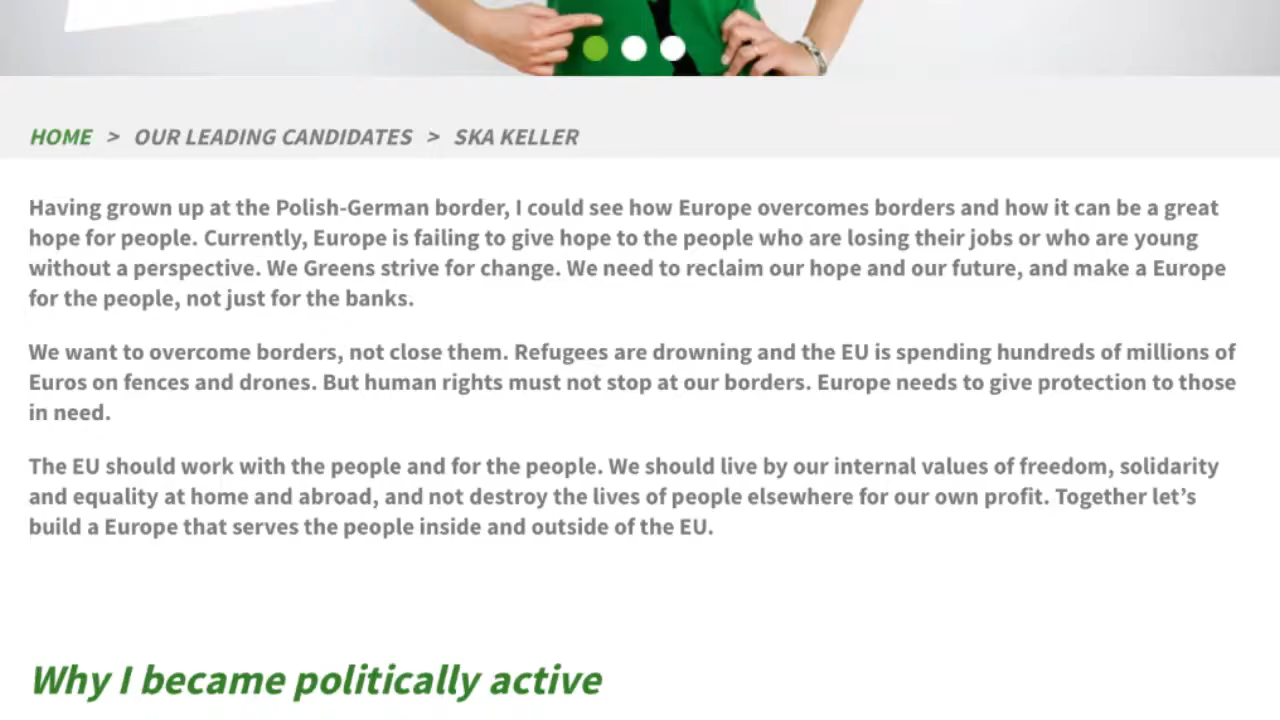 HOME > OUR LEADING CANDIDATES > SKA KELLER
Having grown up at the Polish-German border, I could see how Europe overcomes borders and how it can be a great
hope for people. Currently, Europe is failing to give hope to the people who are losing their jobs or who are young
without a perspective. We Greens strive for change. We need to reclaim our hope and our future, and make a Europe
for the people, not just for the banks.
We want to overcome borders, not close them. Refugees are drowning and the EU is spending hundreds of millions of
Euros on fences and drones. But human rights must not stop at our borders. Europe needs to give protection to those
in need.
The EU should work with the people and for the people. We should live by our internal values of freedom, solidarity
and equality at home and abroad, and not destroy the lives of people elsewhere for our own profit. Together let’s
build a Europe that serves the people inside and outside of the EU.
Why I became politically active